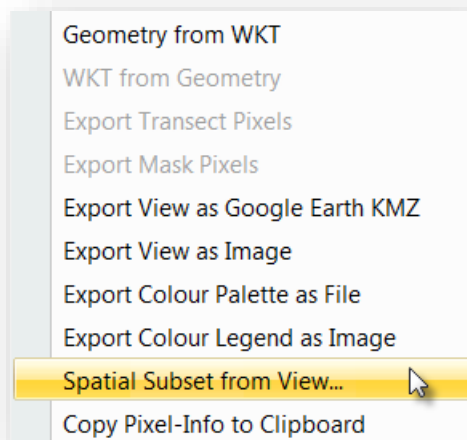 Geometry from WKT
WKT from Geometry
Export Transect Pixels
Export Mask Pixels
Export View as Google Earth KMZ
Export View as Image
Export Colour Palette as File
Export Colour Legend as Image
Spatial Subset from View...
Copy Pixel-Info to Clipboard